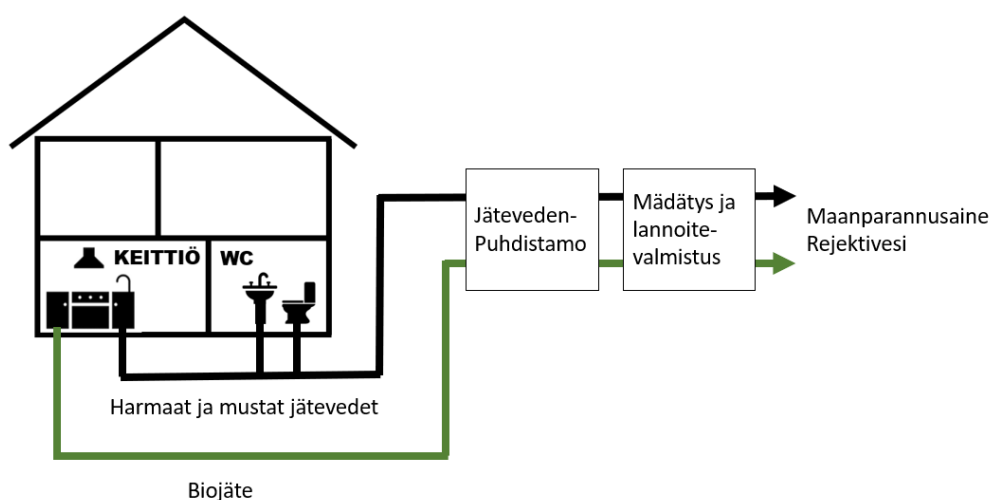 KEITTIÖ
WC
Jäteveden-
Puhdistamo
Mädätys ja
lannoite-
valmistus
Maanparannusaine
Rejektivesi
Harmaat ja mustat jätevedet
Biojäte